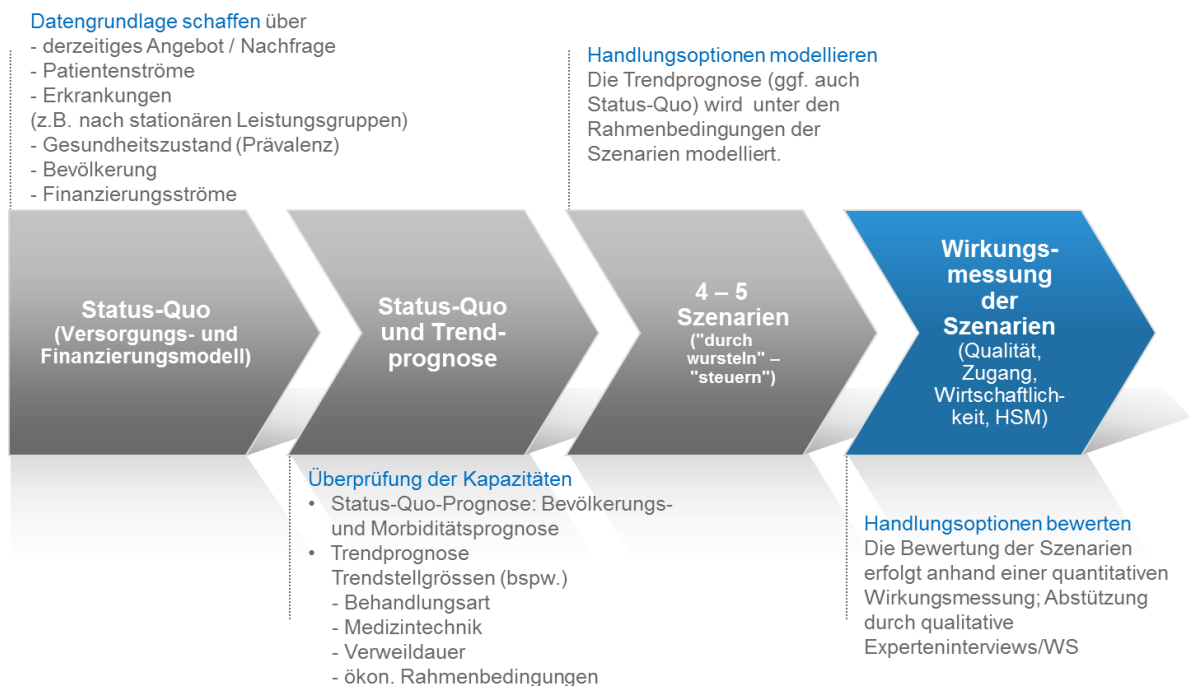 Datengrundlage schaffen über
- derzeitiges Angebot / Nachfrage
- Patientenströme
- Erkrankungen
(z.B. nach stationären Leistungsgruppen)
- Gesundheitszustand (Prävalenz)
- Bevölkerung
- Finanzierungsströme
Handlungsoptionen modellieren
Die Trendprognose (ggf. auch
Status-Quo) wird unter den
Rahmenbedingungen der
Szenarien modelliert.
Status-Quo
(Versorgungs- und
Finanzierungsmodell)
Status-Quo
und Trend-
prognose
4 – 5
Szenarien
("durch
wursteln" –
"steuern")
Wirkungs-
messung
der
Szenarien
(Qualität,
Zugang,
Wirtschaftlich-
keit, HSM)
Überprüfung der Kapazitäten
• Status-Quo-Prognose: Bevölkerungs-
und Morbiditätsprognose
• Trendprognose
Trendstellgrössen (bspw.)
- Behandlungsart
- Medizintechnik
- Verweildauer
- ökon. Rahmenbedingungen
Handlungsoptionen bewerten
Die Bewertung der Szenarien
erfolgt anhand einer quantitativen
Wirkungsmessung; Abstützung
durch qualitative
Experteninterviews/WS